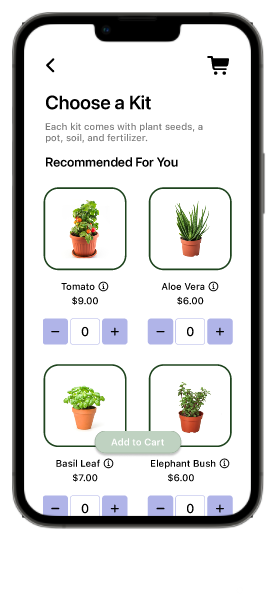 Choose a Kit
Each kit comes with plant seeds, a
pot, soil, and fertilizer.
Recommended For You
Tomato
Aloe Vera
$9.00
$6.00
− 0 +
− 0 +
Add to Cart
Basil Leaf
Elephant Bush
$7.00
$6.00
− 0 +
− 0 +